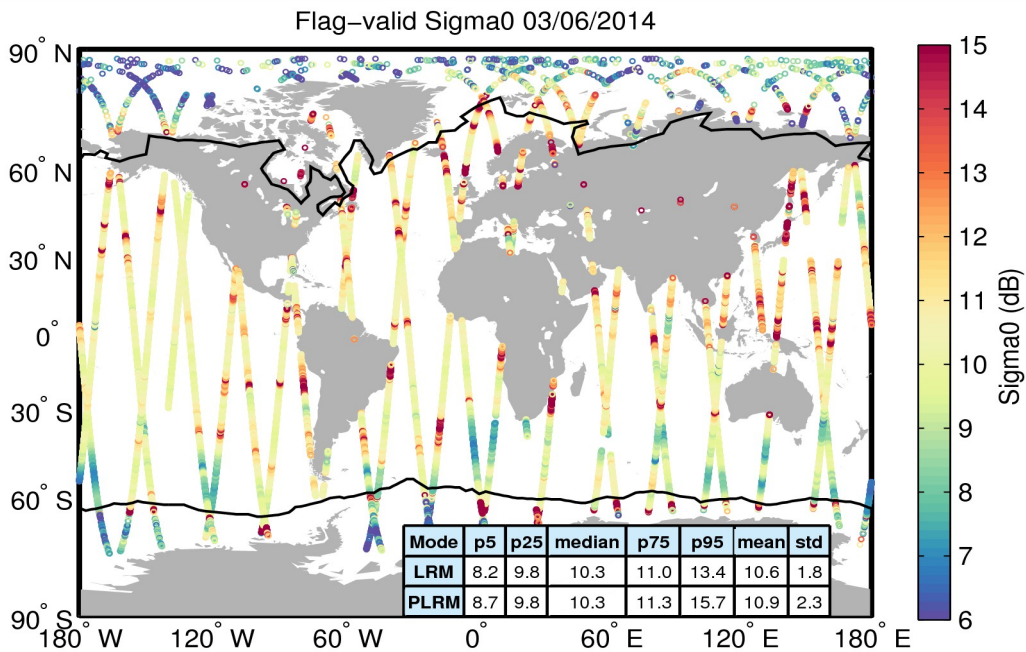 Flag−valid Sigma0 03/06/2014
90° N
60° N
30° N
0°
30° S
60° S
90° S
180° W
120° W
60° W
0°
60° E
120° E
180° E
Mode p5 p25 median p75 p95 mean std
LRM 8.2 9.8 10.3 11.0 13.4 10.6 1.8
PLRM 8.7 9.8 10.3 11.3 15.7 10.9 2.3
15
14
13
12
11
10
9
8
7
6
Sigma0 (dB)